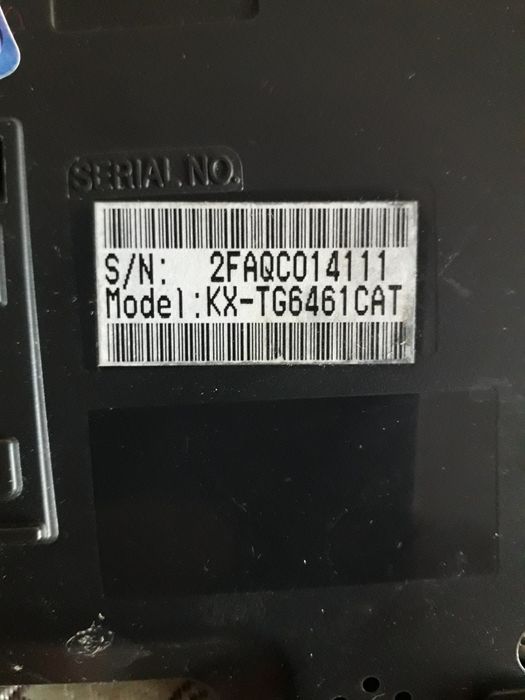 SERIAL NO.
S/N: 2FAQC014111
Model:KX-TG6461CAT